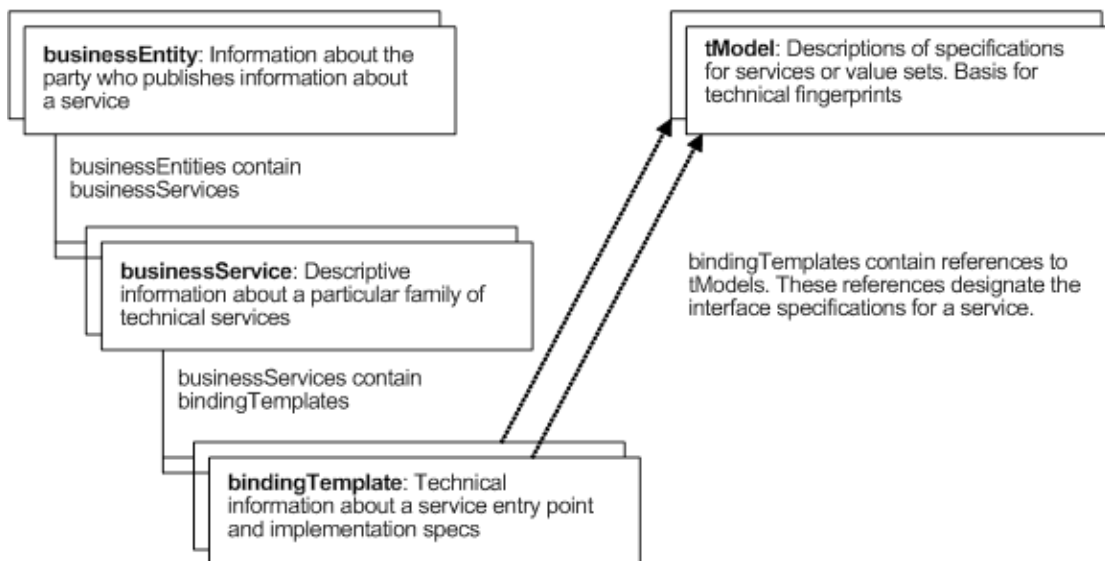 businessEntity: Information about the
party who publishes information about
a service
tModel: Descriptions of specifications
for services or value sets. Basis for
technical fingerprints
businessEntities contain
businessServices
businessService: Descriptive
information about a particular family of
technical services
bindingTemplates contain references to
tModels. These references designate the
interface specifications for a service.
businessServices contain
bindingTemplates
bindingTemplate: Technical
information about a service entry point
and implementation specs